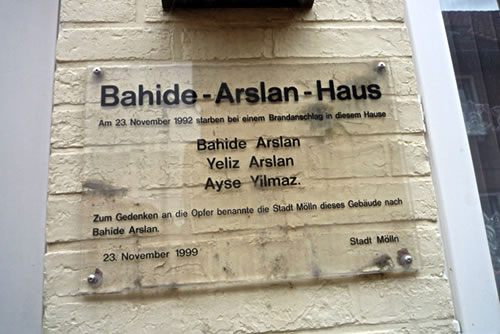 Bahide-Arslan-Haus
Am 23. November 1992 starben bei einem Brandanschlag in diesem Hause
Bahide Arslan
Yeliz Arslan
Ayse Yilmaz.
Zum Gedenken an die Opfer benannte die Stadt Mölln dieses Gebäude nach
Bahide Arslan.
23. November 1999 Stadt Mölln